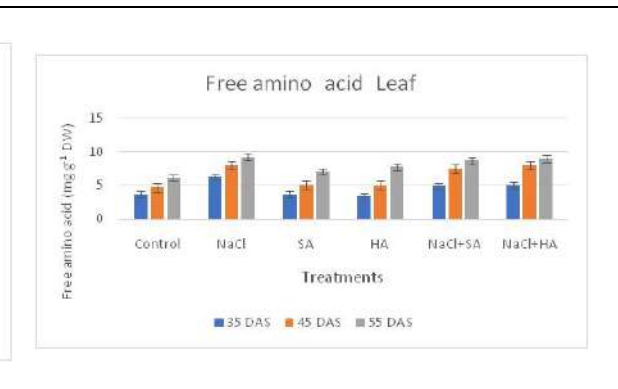 Free amino acid Leaf
Free amino acid (mg g⁻¹ DW)
15
10
5
0
Control NaCl SA HA NaCl+SA NaCl+HA
Treatments
35 DAS 45 DAS 55 DAS